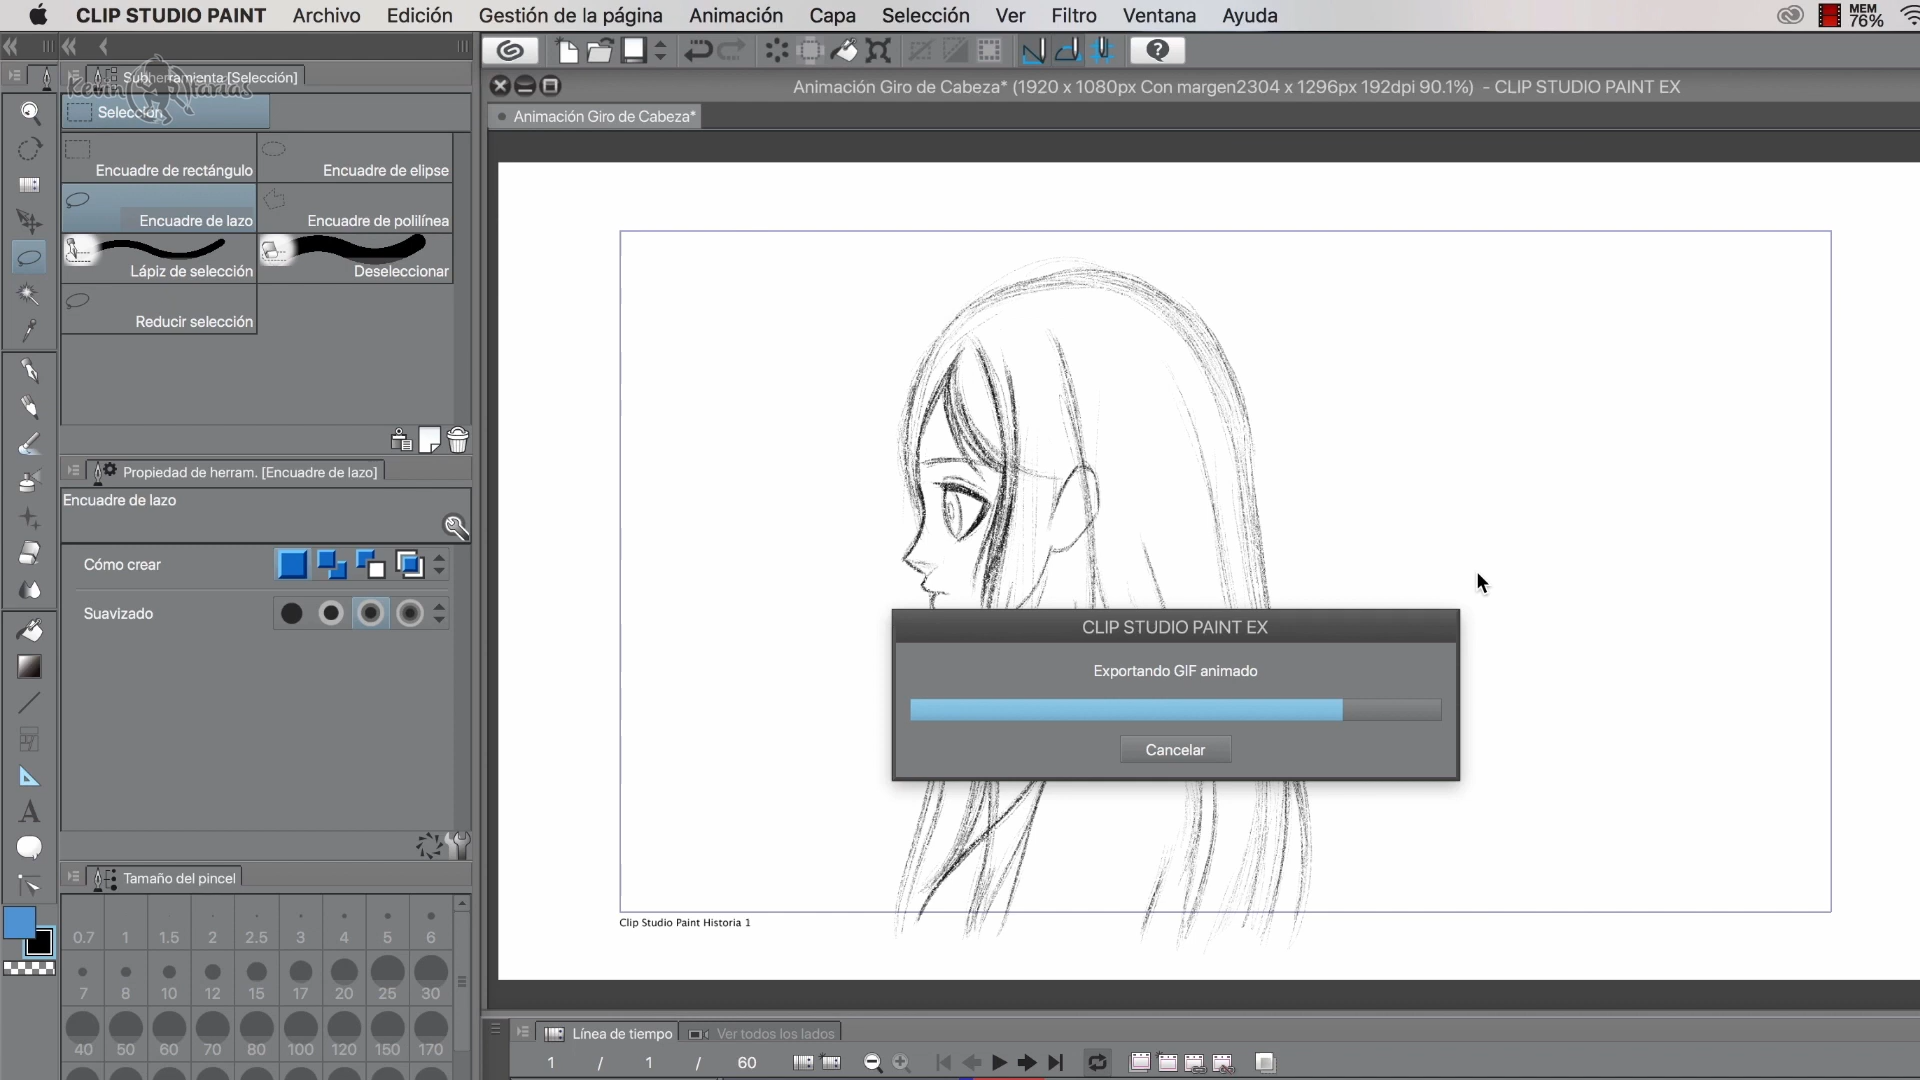 CLIP STUDIO PAINT Archivo Edición Gestión de la página Animación Capa Selección Ver Filtro Ventana Ayuda MEM 76%
Subherramienta [Selección]
Selección
Animación Giro de Cabeza* (1920 x 1080px Con margen2304 x 1296px 192dpi 90.1%) - CLIP STUDIO PAINT EX
Animación Giro de Cabeza*
Encuadre de rectángulo Encuadre de elipse
Encuadre de lazo Encuadre de polilínea
Lápiz de selección Deseleccionar
Reducir selección
Propiedad de herram. [Encuadre de lazo]
Encuadre de lazo
Cómo crear
Suavizado
CLIP STUDIO PAINT EX
Exportando GIF animado
Cancelar
Tamaño del pincel
0.7 1 1.5 2 2.5 3 4 5 6
7 8 10 12 15 17 20 25 30
40 50 60 70 80 100 120 150 170
Clip Studio Paint Historia 1
Línea de tiempo Ver todos los lados
1 / 1 / 60